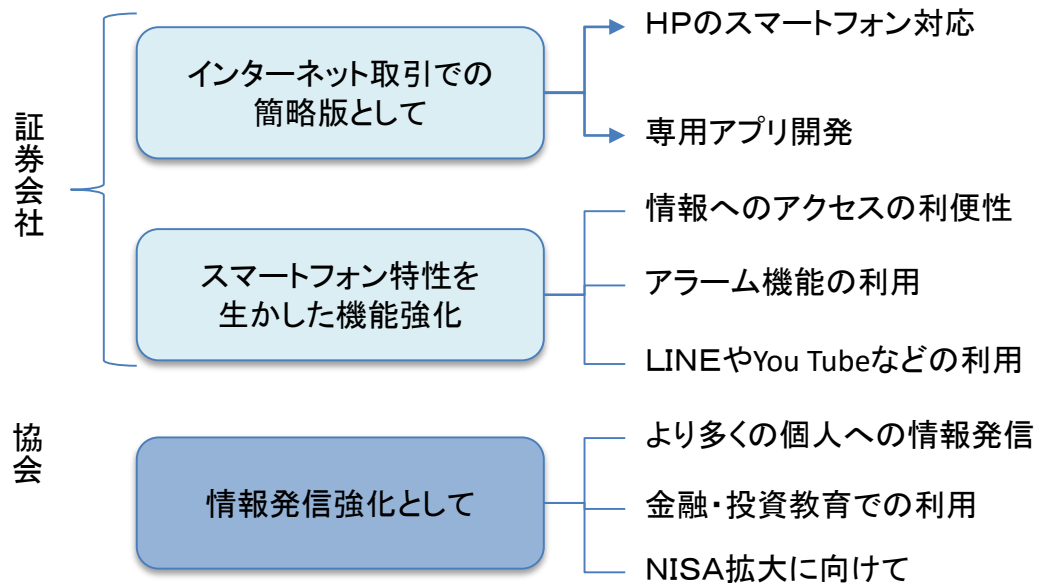 証券会社
インターネット取引での
簡略版として
HPのスマートフォン対応
専用アプリ開発
スマートフォン特性を
生かした機能強化
情報へのアクセスの利便性
アラーム機能の利用
LINEやYou Tubeなどの利用
協会
情報発信強化として
より多くの個人への情報発信
金融・投資教育での利用
NISA拡大に向けて